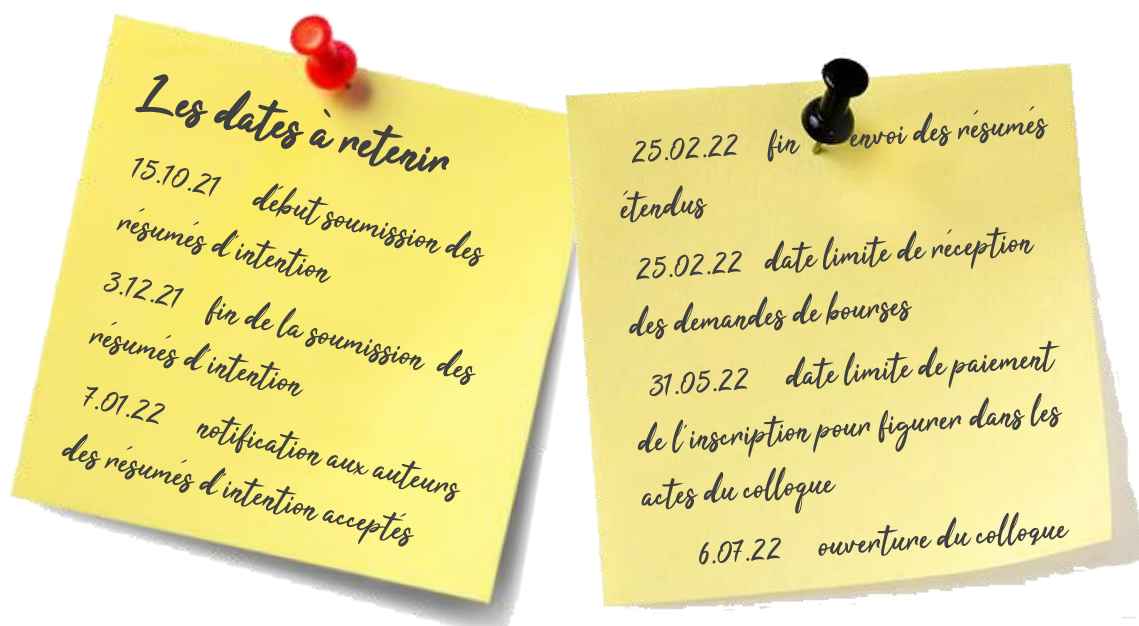 Les dates à retenir
15.10.21 début soumission des
résumés d'intention
3.12.21 fin de la soumission des
résumés d'intention
7.01.22 notification aux auteurs
des résumés d'intention acceptés
25.02.22 fin envoi des résumés
étendus
25.02.22 date limite de réception
des demandes de bourses
31.05.22 date limite de paiement
de l'inscription pour figurer dans les
actes du colloque
6.07.22 ouverture du colloque